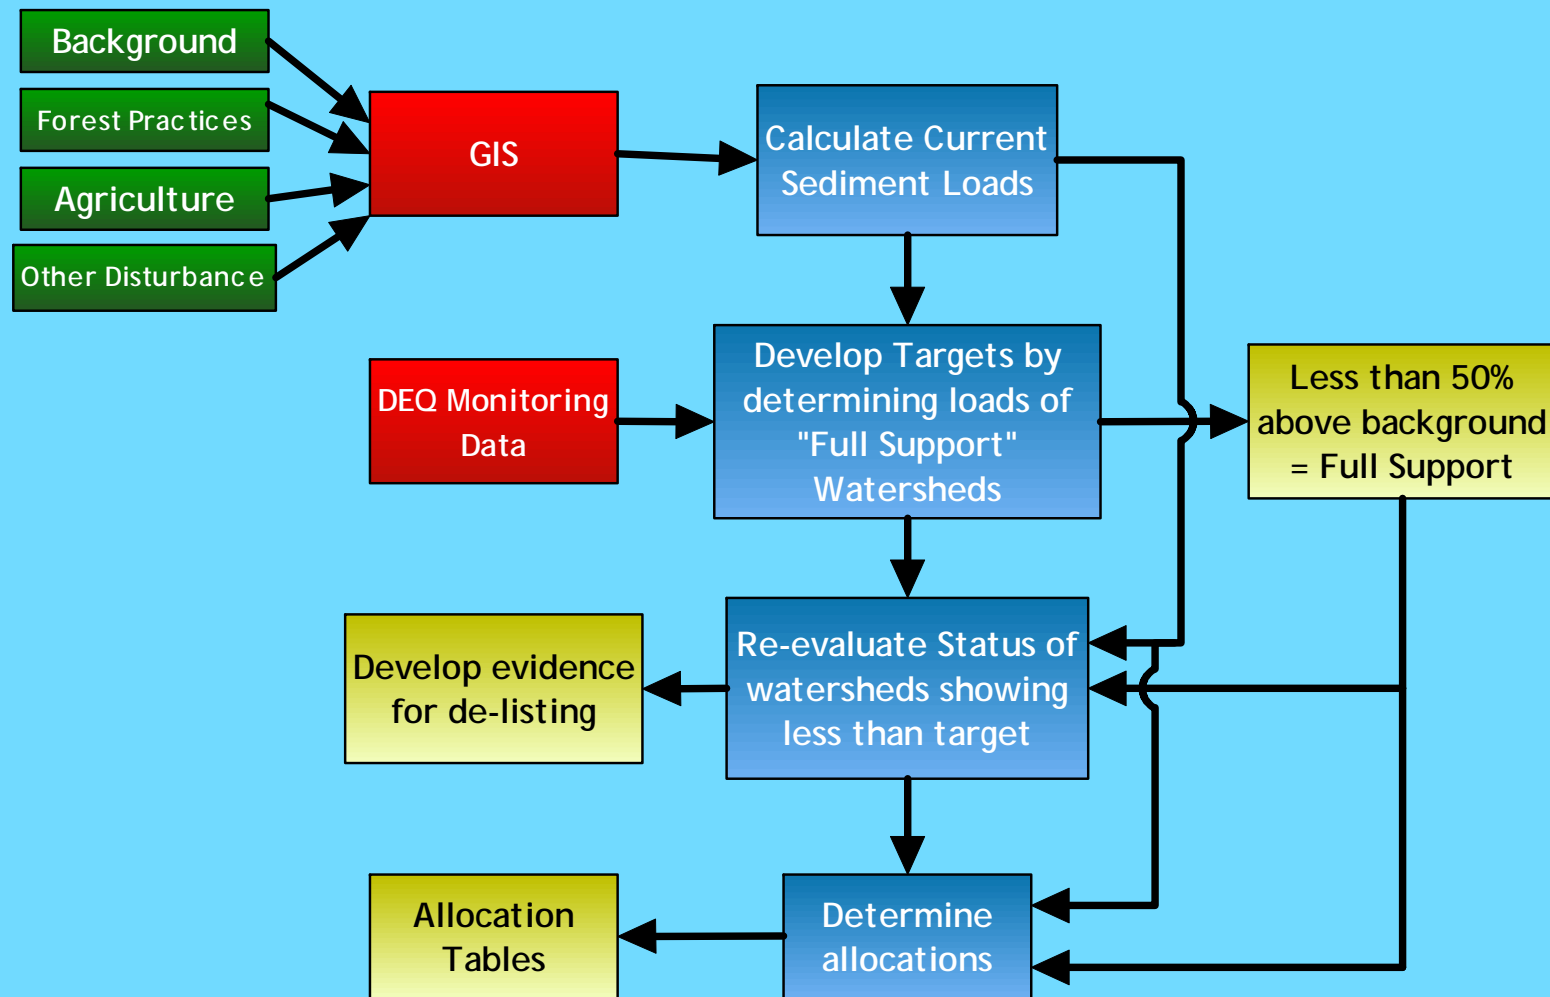 Background
Forest Practices
Agriculture
Other Disturbance
GIS
Calculate Current
Sediment Loads
DEQ Monitoring
Data
Develop Targets by
determining loads of
"Full Support"
Watersheds
Less than 50%
above background
= Full Support
Develop evidence
for de-listing
Re-evaluate Status of
watersheds showing
less than target
Allocation
Tables
Determine
allocations